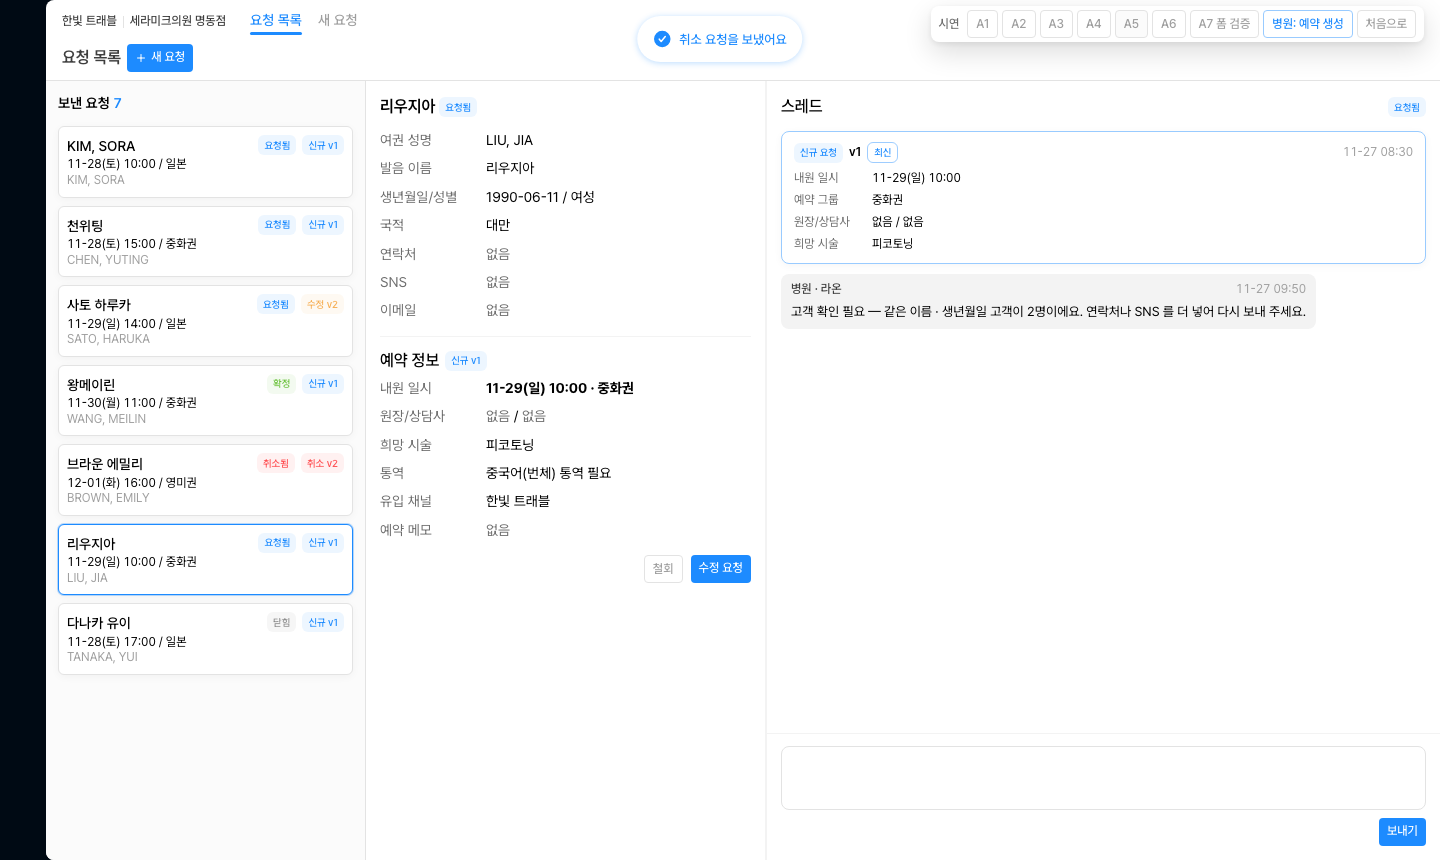 한빛 트래블 | 세라미크의원 명동점 요청 목록 새 요청
취소 요청을 보냈어요
시연 A1 A2 A3 A4 A5 A6 A7 폼 검증 병원: 예약 생성 처음으로
요청 목록 + 새 요청
보낸 요청 7
KIM, SORA 요청됨 신규 v1
11-28(토) 10:00 / 일본
KIM, SORA
천위팅 요청됨 신규 v1
11-28(토) 15:00 / 중화권
CHEN, YUTING
사토 하루카 요청됨 수정 v2
11-29(일) 14:00 / 일본
SATO, HARUKA
왕메이린 확정 신규 v1
11-30(월) 11:00 / 중화권
WANG, MEILIN
브라운 에밀리 취소됨 취소 v2
12-01(화) 16:00 / 영미권
BROWN, EMILY
리우지아 요청됨 신규 v1
11-29(일) 10:00 / 중화권
LIU, JIA
다나카 유이 닫힘 신규 v1
11-28(토) 17:00 / 일본
TANAKA, YUI
리우지아 요청됨
여권 성명 LIU, JIA
발음 이름 리우지아
생년월일/성별 1990-06-11 / 여성
국적 대만
연락처 없음
SNS 없음
이메일 없음
예약 정보 신규 v1
내원 일시 11-29(일) 10:00 · 중화권
원장/상담사 없음 / 없음
희망 시술 피코토닝
통역 중국어(번체) 통역 필요
유입 채널 한빛 트래블
예약 메모 없음
철회 수정 요청
스레드 요청됨
신규 요청 v1 최신 11-27 08:30
내원 일시 11-29(일) 10:00
예약 그룹 중화권
원장/상담사 없음 / 없음
희망 시술 피코토닝
병원 · 라온 11-27 09:50
고객 확인 필요 — 같은 이름 · 생년월일 고객이 2명이에요. 연락처나 SNS 를 더 넣어 다시 보내 주세요.
보내기